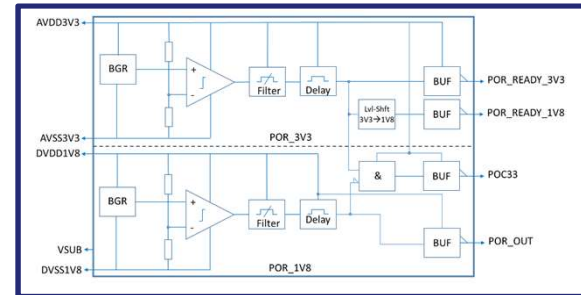 AVDD3V3
BGR
+
-
Filter
Delay
BUF
POR_READY_3V3
Lvl-Shft
3V3→1V8
BUF
POR_READY_1V8
AVSS3V3
POR_3V3
DVDD1V8
BGR
+
-
Filter
Delay
&
BUF
POC33
BUF
POR_OUT
VSUB
DVSS1V8
POR_1V8